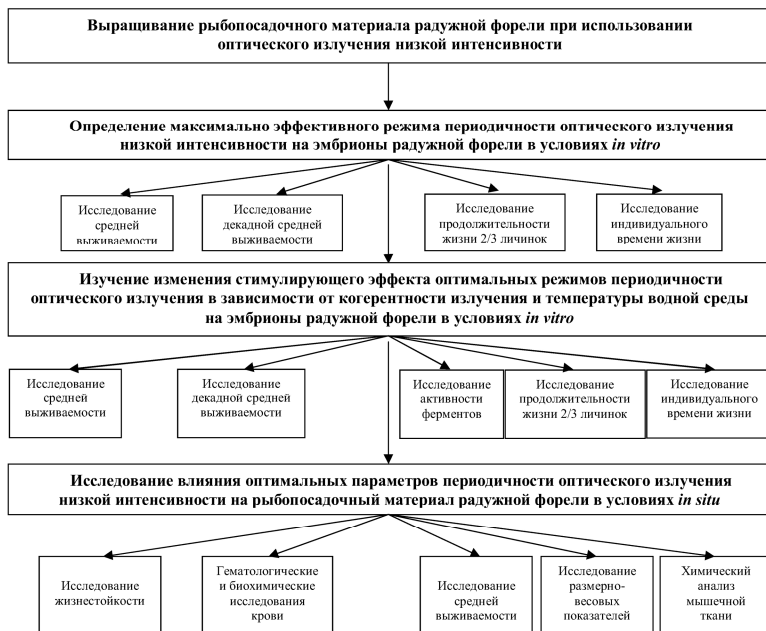 Выращивание рыбопосадочного материала радужной форели при использовании
оптического излучения низкой интенсивности
Определение максимально эффективного режима периодичности оптического излучения
низкой интенсивности на эмбрионы радужной форели в условиях in vitro
Исследование
средней
выживаемости
Исследование
декадной средней
выживаемости
Исследование
продолжительности
жизни 2/3 личинок
Исследование
индивидуального
времени жизни
Изучение изменения стимулирующего эффекта оптимальных режимов периодичности
оптического излучения в зависимости от когерентности излучения и температуры водной среды
на эмбрионы радужной форели в условиях in vitro
Исследование
средней
выживаемости
Исследование
декадной средней
выживаемости
Исследование
активности
ферментов
Исследование
продолжительности
жизни 2/3 личинок
Исследование
индивидуального
времени жизни
Исследование влияния оптимальных параметров периодичности оптического излучения
низкой интенсивности на рыбопосадочный материал радужной форели в условиях in situ
Исследование
жизнестойкости
Гематологические
и биохимические
исследования
крови
Исследование
средней
выживаемости
Исследование
размерно-
весовых
показателей
Химический
анализ
мышечной
ткани